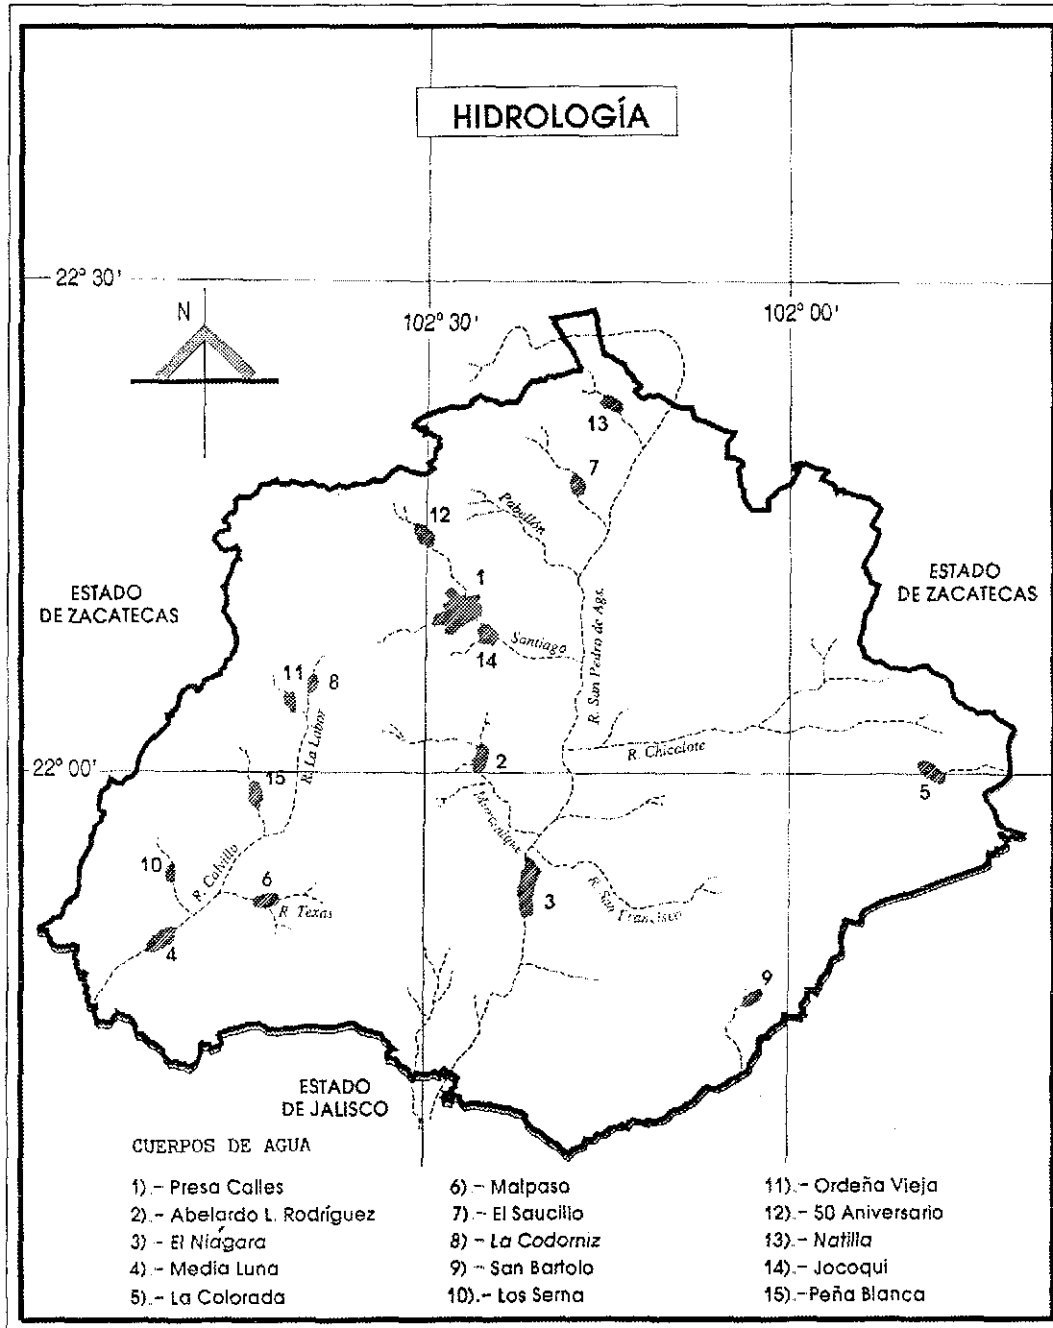 HIDROLOGÍA
22° 30'
N
102° 30'
102° 00'
13
7
12
Pabellón
1
ESTADO
DE ZACATECAS
ESTADO
DE ZACATECAS
R. San Pedro de Ags.
Santiago
14
11
8
R. La Labor
2
R. Chicalote
22° 00'
15
5
Morcinique
10
R. Calvillo
6
R. Texas
3
R. San Francisco
4
9
ESTADO
DE JALISCO
CUERPOS DE AGUA
1).- Presa Calles
2).- Abelardo L. Rodríguez
3).- El Niágara
4).- Media Luna
5).- La Colorada
6).- Malpaso
7).- El Saucillo
8).- La Codorniz
9).- San Bartolo
10).- Los Serna
11).- Ordeña Vieja
12).- 50 Aniversario
13).- Natilla
14).- Jocoqui
15).-Peña Blanca